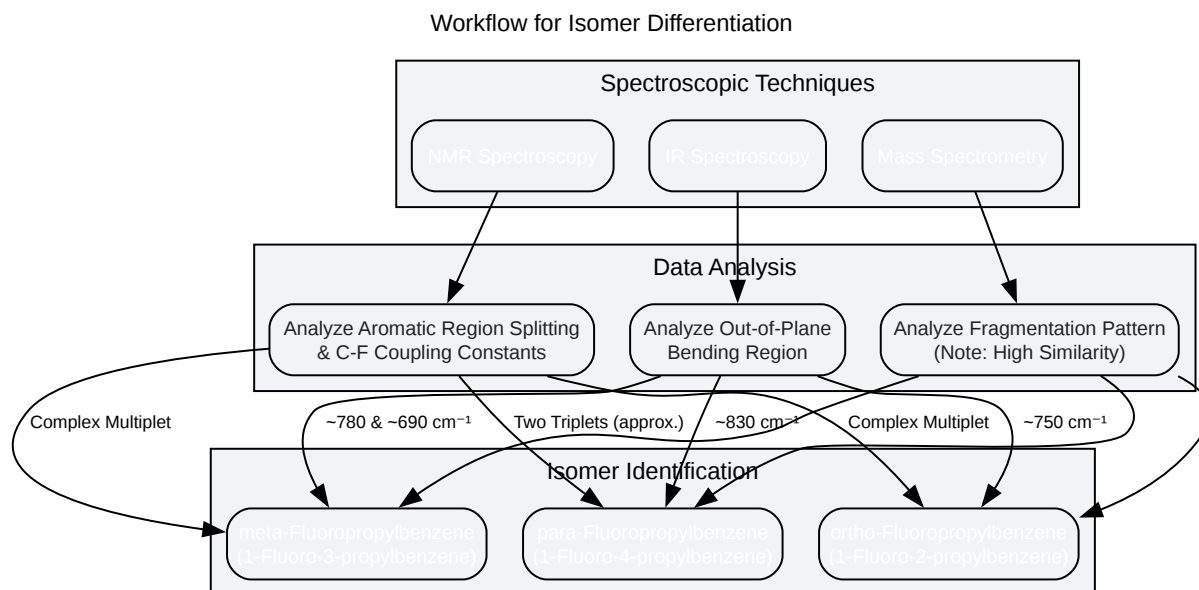 Workflow for Isomer Differentiation
Spectroscopic Techniques
NMR Spectroscopy
IR Spectroscopy
Mass Spectrometry
Data Analysis
Analyze Aromatic Region Splitting
& C-F Coupling Constants
Analyze Out-of-Plane
Bending Region
Analyze Fragmentation Pattern
(Note: High Similarity)
Complex Multiplet
~780 & ~690 cm⁻¹
Two Triplets (approx.)
~830 cm⁻¹
Complex Multiplet
~750 cm⁻¹
Isomer Identification
meta-Fluoropropylbenzene
(1-Fluoro-3-propylbenzene)
para-Fluoropropylbenzene
(1-Fluoro-4-propylbenzene)
ortho-Fluoropropylbenzene
(1-Fluoro-2-propylbenzene)